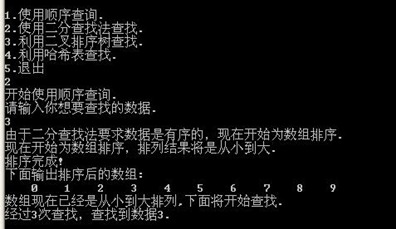 1.使用顺序查询.
2.使用二分查找法查找.
3.利用二叉排序树查找.
4.利用哈希表查找.
5.退出
2
开始使用顺序查询.
请输入你想要查找的数据.
3
由于二分查找法要求数据是有序的，现在开始为数组排序.
现在开始为数组排序，排列结果将是从小到大.
排序完成!
下面输出排序后的数组:
0 1 2 3 4 5 6 7 8 9
数组现在已经是从小到大排列,下面将开始查找.
经过3次查找，查找到数据3.